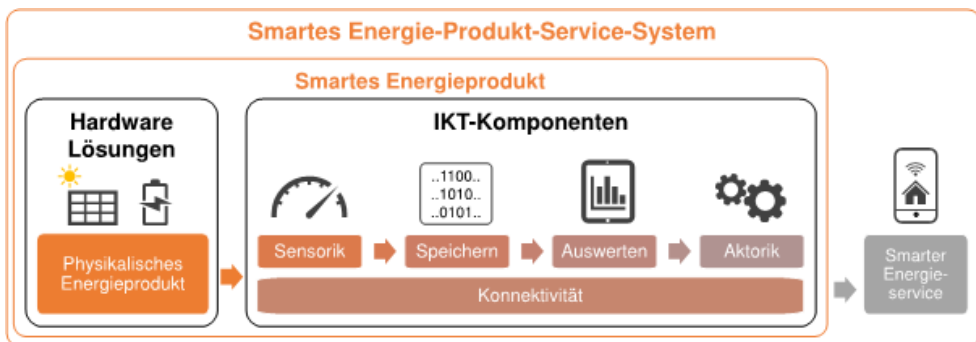 Smartes Energie-Produkt-Service-System
Smartes Energieprodukt
Hardware
Lösungen
IKT-Komponenten
..1100..
..1010..
..0101..
Physikalisches
Energieprodukt
Sensorik
Speichern
Auswerten
Aktorik
Konnektivität
Smarter
Energie-
service